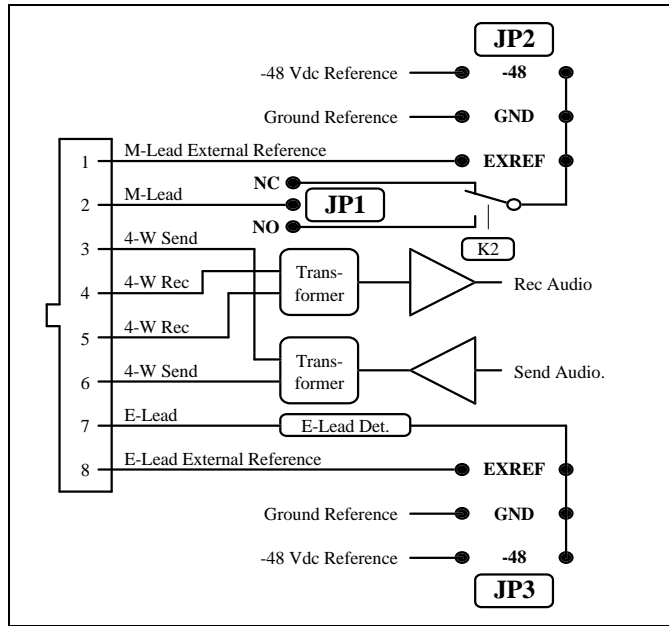 JP2
-48 Vdc Reference -48
Ground Reference GND
1 M-Lead External Reference EXREF
NC
2 M-Lead JP1
NO
K2
3 4-W Send
Trans-
former
4 4-W Rec
Rec Audio
5 4-W Rec
Trans-
former
6 4-W Send
Send Audio.
7 E-Lead E-Lead Det.
8 E-Lead External Reference EXREF
Ground Reference GND
-48 Vdc Reference -48
JP3